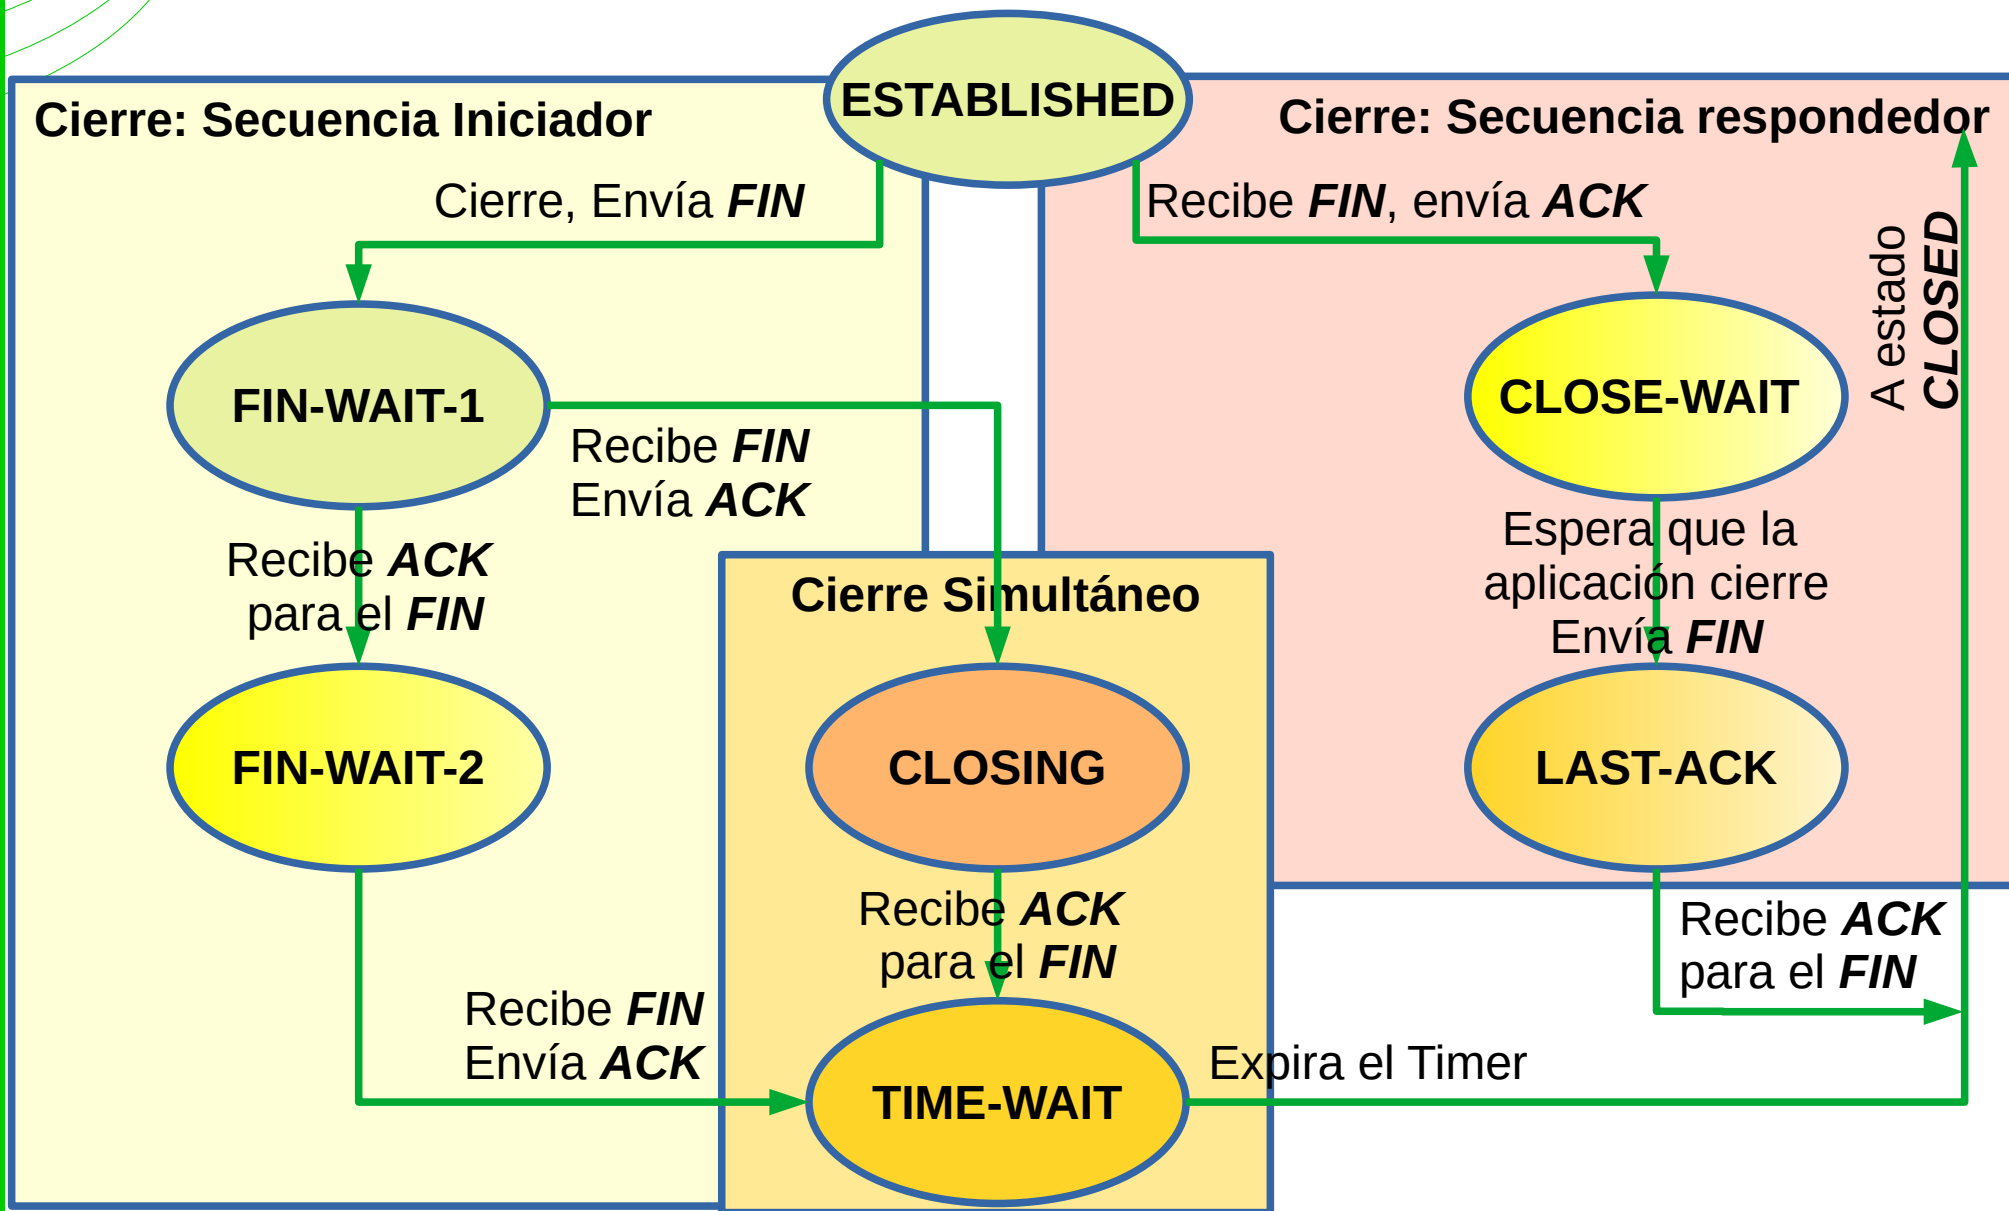 ESTABLISHED
Cierre: Secuencia Iniciador
Cierre: Secuencia respondedor
Cierre, Envía FIN
Recibe FIN, envía ACK
A estado
CLOSED
FIN-WAIT-1
CLOSE-WAIT
Recibe FIN
Envía ACK
Recibe ACK
para el FIN
Espera que la
aplicación cierre
Envía FIN
Cierre Simultáneo
FIN-WAIT-2
CLOSING
LAST-ACK
Recibe ACK
para el FIN
Recibe ACK
para el FIN
Recibe FIN
Envía ACK
Expira el Timer
TIME-WAIT